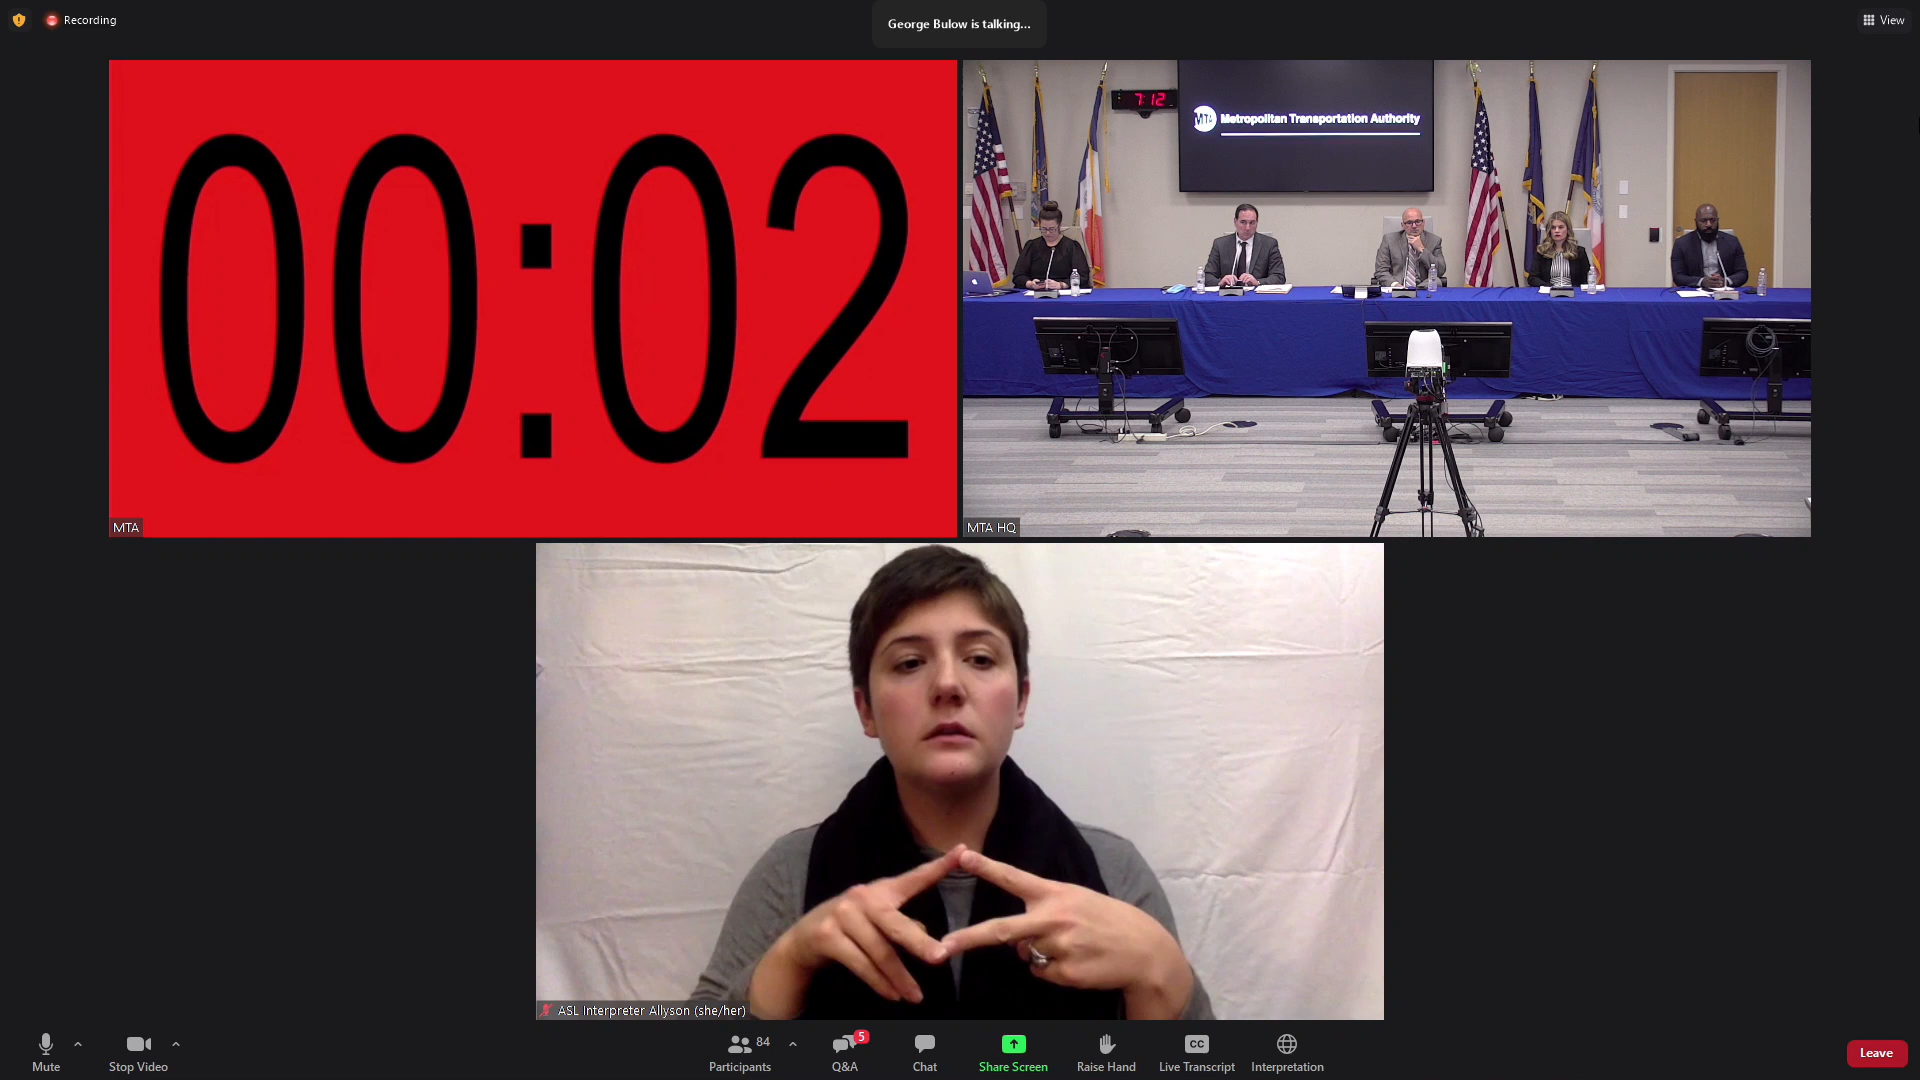 Recording
George Bulow is talking...
View
00:02
7:12
MTA Metropolitan Transportation Authority
MTA
MTA HQ
ASL Interpreter Allyson (she/her)
Mute
Stop Video
Participants 84
Q&A 5
Chat
Share Screen
Raise Hand
CC
Live Transcript
Interpretation
Leave